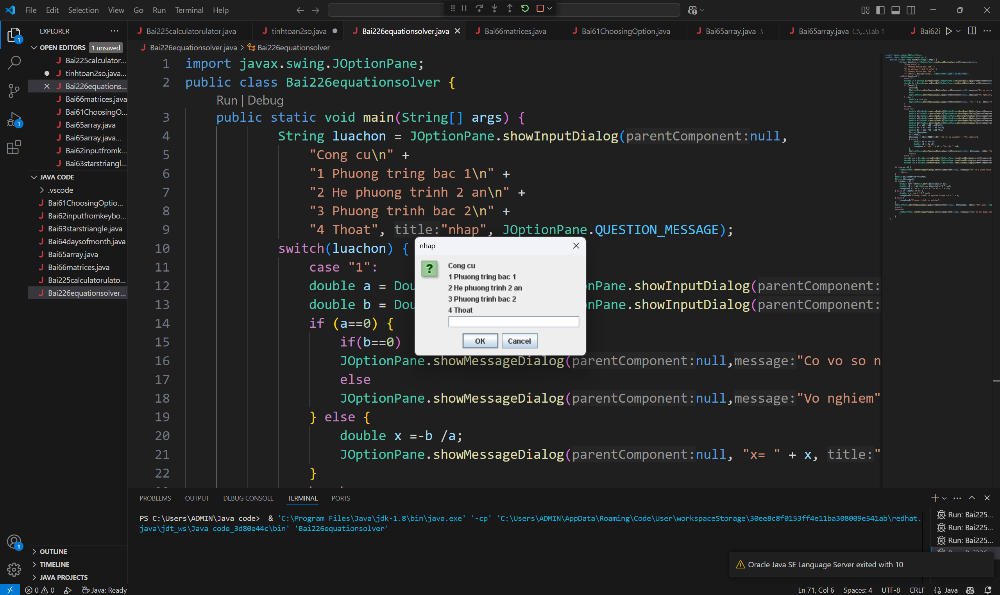 File Edit Selection View Go Run Terminal Help
EXPLORER
OPEN EDITORS 1 unsaved
Bai225calculator...
tinhtoan2so.java...
Bai226equations...
Bai66matrices.java
Bai61ChoosingO...
Bai65array.java
Bai65array.java...
Bai62inputfromk...
Bai63starstriangl...
JAVA CODE
.vscode
Bai61ChoosingOptio...
Bai62inputfromkeybo...
Bai63starstriangle.java
Bai64daysofmonth.java
Bai65array.java
Bai66matrices.java
Bai225calculatorulato...
Bai226equationsolver...
OUTLINE
TIMELINE
JAVA PROJECTS
Bai225calculatorulator.java tinhtoan2so.java Bai226equationsolver.java Bai66matrices.java Bai61ChoosingOption.java Bai65array.java .\ Bai65array.java C:\...\Lab 1 Bai62i
Bai226equationsolver.java > Bai226equationsolver
1 import javax.swing.JOptionPane;
2 public class Bai226equationsolver {
Run | Debug
3 public static void main(String[] args) {
4 String luachon = JOptionPane.showInputDialog(parentComponent:null,
5 "Cong cu\n" +
6 "1 Phuong tring bac 1\n" +
7 "2 He phuong trinh 2 an\n" +
8 "3 Phuong trinh bac 2\n" +
9 "4 Thoat", title:"nhap", JOptionPane.QUESTION_MESSAGE);
10 switch(luachon) {
11 case "1":
12 double a = Dou nPane.showInputDialog(parentComponent:
13 double b = Dou nPane.showInputDialog(parentComponent:
14 if (a==0) {
15 if(b==0)
16 JOptionPane.showMessageDialog(parentComponent:null,message:"Co vo so n
17 else
18 JOptionPane.showMessageDialog(parentComponent:null,message:"Vo nghiem"
19 } else {
20 double x =-b /a;
21 JOptionPane.showMessageDialog(parentComponent:null, "x= " + x, title:"
22 }
nhap
Cong cu
1 Phuong tring bac 1
2 He phuong trinh 2 an
3 Phuong trinh bac 2
4 Thoat
OK Cancel
PROBLEMS OUTPUT DEBUG CONSOLE TERMINAL PORTS
PS C:\Users\ADMIN\Java code> & 'C:\Program Files\Java\jdk-1.8\bin\java.exe' '-cp' 'C:\Users\ADMIN\AppData\Roaming\Code\User\workspaceStorage\30ee8c8f0153ff4e11ba308009e541ab\redhat.
java\jdt_ws\Java code_3d80e44c\bin' 'Bai226equationsolver'
Run: Bai225...
Run: Bai225...
Run: Bai225...
Oracle Java SE Language Server exited with 10
0 0 Java: Ready Ln 71, Col 6 Spaces: 4 UTF-8 CRLF Java